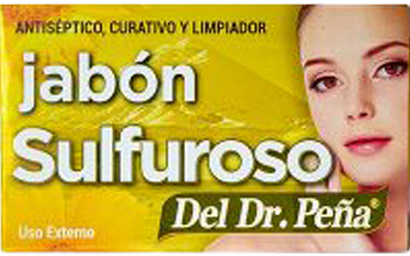 ANTISÉPTICO, CURATIVO Y LIMPIADOR
jabón
Sulfuroso
Del Dr. Peña®
Uso Externo